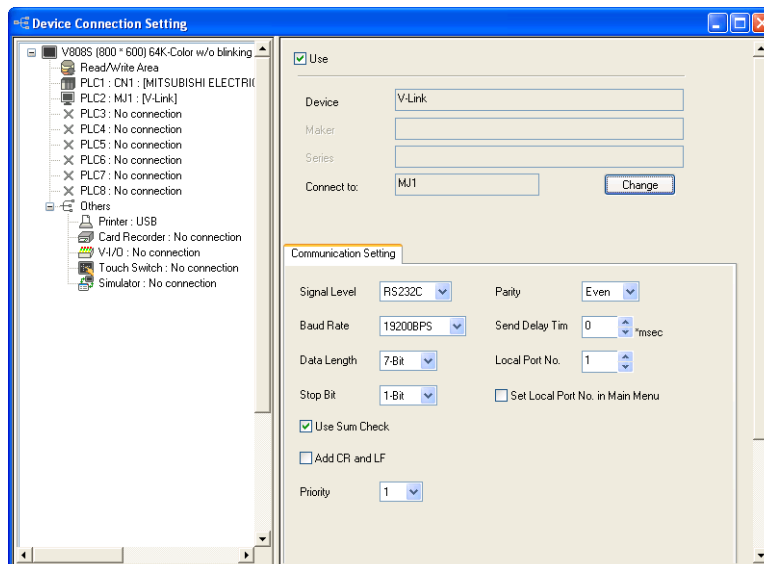 Device Connection Setting
V808S (800 * 600) 64K-Color w/o blinking
Read/Write Area
PLC1 : CN1 : [MITSUBISHI ELECTRI
PLC2 : MJ1 : [V-Link]
PLC3 : No connection
PLC4 : No connection
PLC5 : No connection
PLC6 : No connection
PLC7 : No connection
PLC8 : No connection
Others
Printer : USB
Card Recorder : No connection
V-I/O : No connection
Touch Switch : No connection
Simulator : No connection
Use
Device V-Link
Maker
Series
Connect to: MJ1 Change
Communication Setting
Signal Level RS232C Parity Even
Baud Rate 19200BPS Send Delay Tim 0 *msec
Data Length 7-Bit Local Port No. 1
Stop Bit 1-Bit Set Local Port No. in Main Menu
Use Sum Check
Add CR and LF
Priority 1